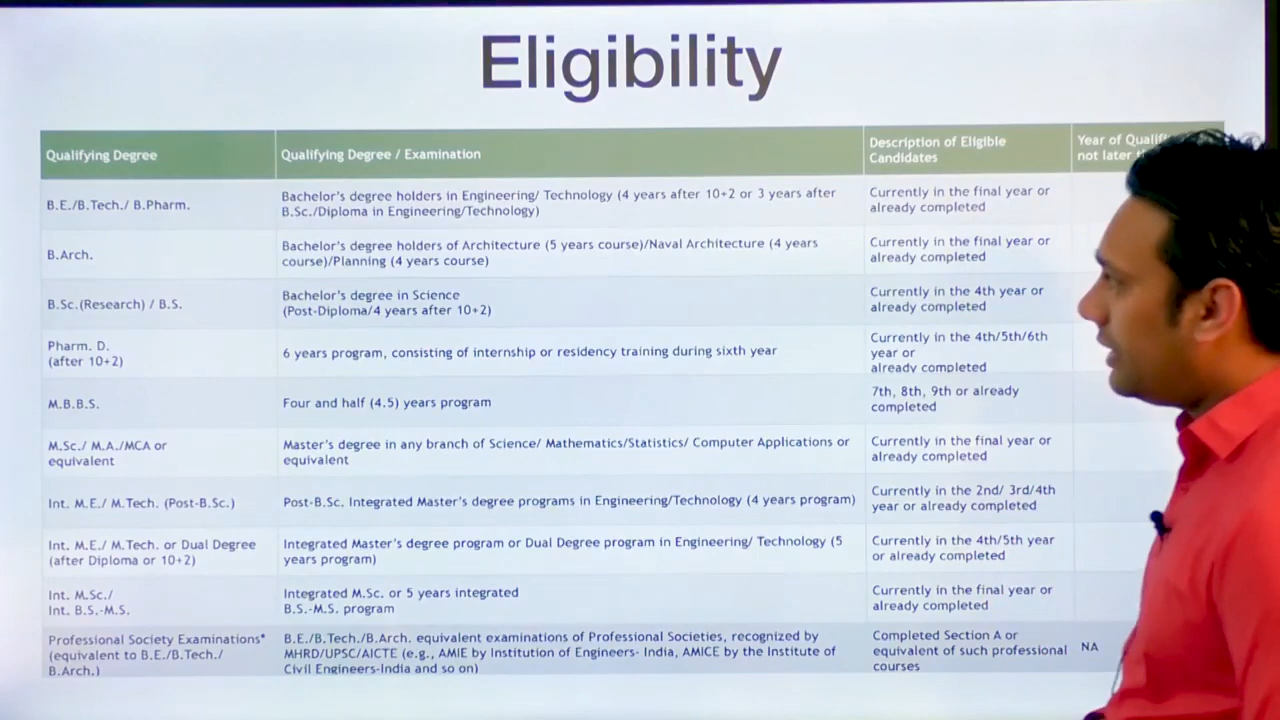 Eligibility
Qualifying Degree
Qualifying Degree / Examination
Description of Eligible
Candidates
Year of
not later
B.E./B.Tech./ B.Pharm.
Bachelor's degree holders in Engineering/ Technology (4 years after 10+2 or 3 years after
B.Sc./Diploma in Engineering/Technology)
Currently in the final year or
already completed
B.Arch.
Bachelor's degree holders of Architecture (5 years course)/Naval Architecture (4 years
course)/Planning (4 years course)
Currently in the final year or
already completed
B.Sc.(Research) / B.S.
Bachelor's degree in Science
(Post-Diploma/4 years after 10+2)
Currently in the 4th year or
already completed
Pharm. D.
(after 10+2)
6 years program, consisting of internship or residency training during sixth year
Currently in the 4th/5th/6th
year or
already completed
M.B.B.S.
Four and half (4.5) years program
7th, 8th, 9th or already
completed
M.Sc./ M.A./MCA or
equivalent
Master's degree in any branch of Science/ Mathematics/Statistics/ Computer Applications or
equivalent
Currently in the final year or
already completed
Int. M.E./ M.Tech. (Post-B.Sc.)
Post-B.Sc. Integrated Master's degree programs in Engineering/Technology (4 years program)
Currently in the 2nd/ 3rd/4th
year or already completed
Int. M.E./ M.Tech. or Dual Degree
(after Diploma or 10+2)
Integrated Master's degree program or Dual Degree program in Engineering/ Technology (5
years program)
Currently in the 4th/5th year
or already completed
Int. M.Sc./
Int. B.S.-M.S.
Integrated M.Sc. or 5 years integrated
B.S.-M.S. program
Currently in the final year or
already completed
Professional Society Examinations*
(equivalent to B.E./B.Tech./
B.Arch.)
B.E./B.Tech./B.Arch. equivalent examinations of Professional Societies, recognized by
MHRD/UPSC/AICTE (e.g., AMIE by Institution of Engineers- India, AMICE by the Institute of
Civil Engineers-India and so on)
Completed Section A or
equivalent of such professional
courses
NA